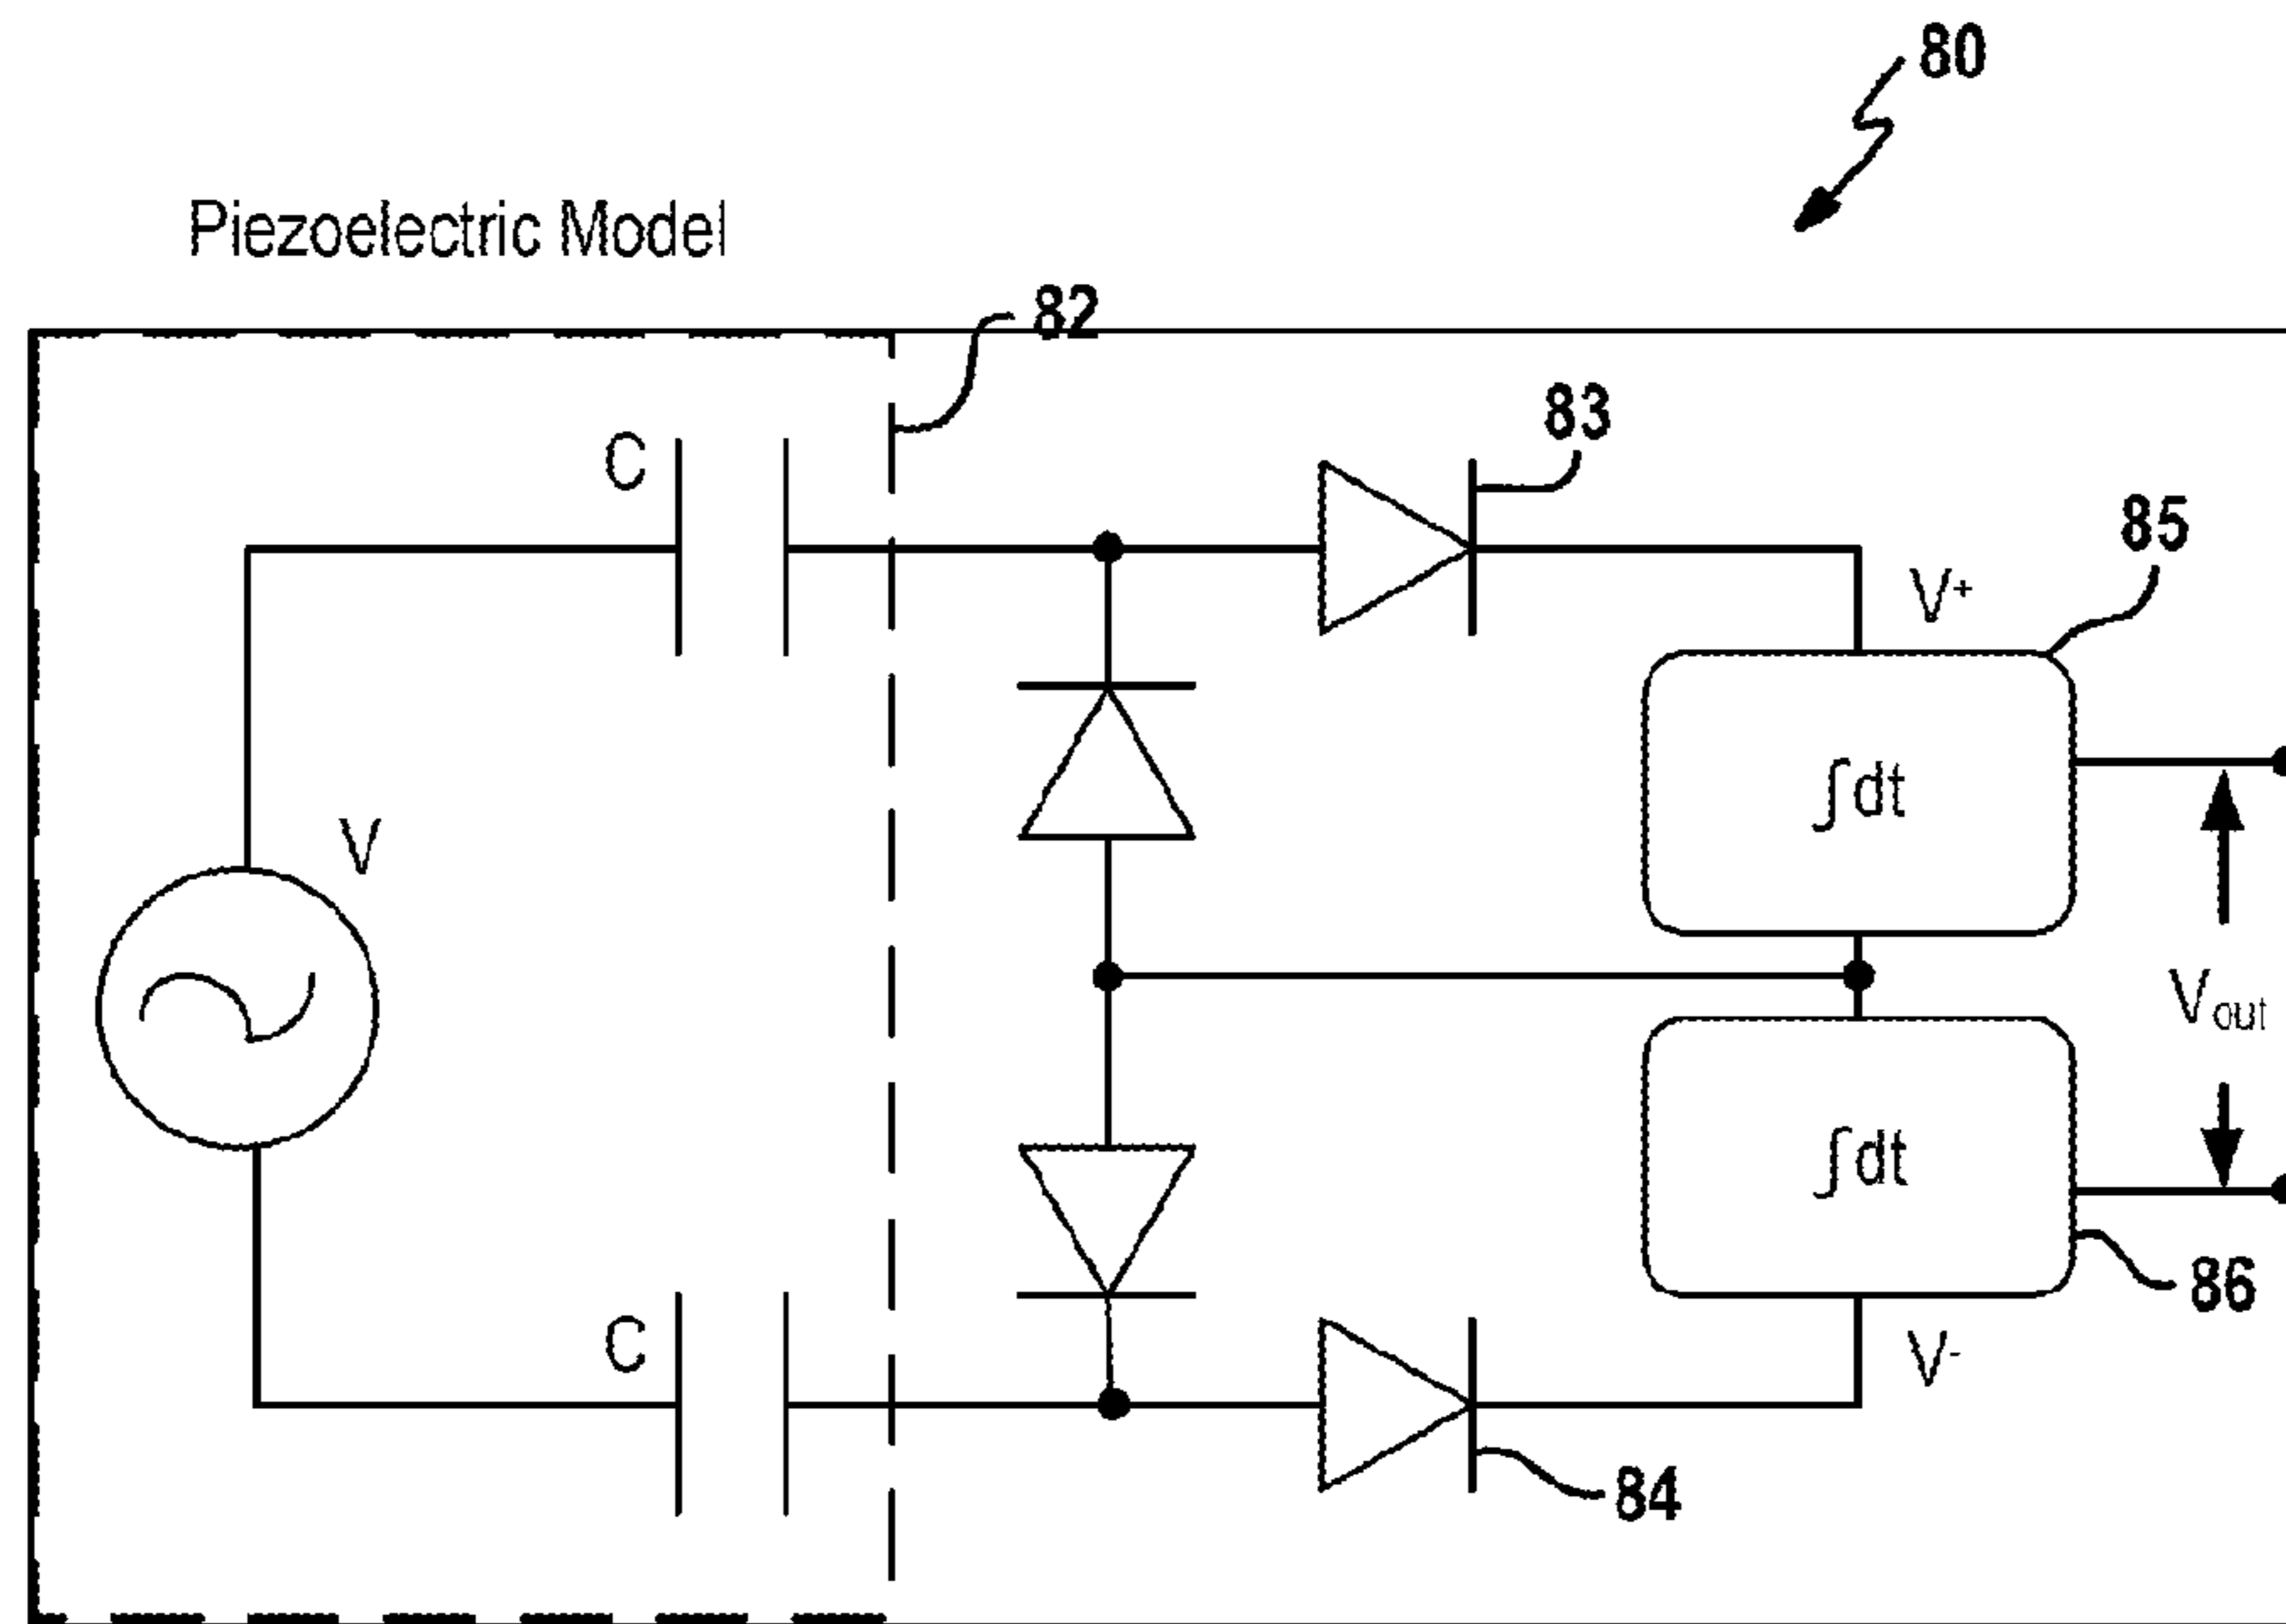 80
Piezoelectric Model
82
83
C
85
V+
V
∫dt
Vout
∫dt
86
C
V-
84